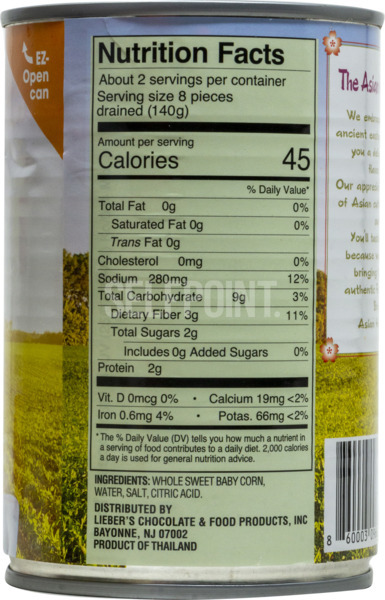 EZ-
Open
can
Nutrition Facts
About 2 servings per container
Serving size 8 pieces
drained (140g)
Amount per serving
Calories 45
% Daily Value*
Total Fat 0g 0%
Saturated Fat 0g 0%
Trans Fat 0g
Cholesterol 0mg 0%
Sodium 280mg 12%
Total Carbohydrate 9g 3%
Dietary Fiber 3g 11%
Total Sugars 2g
Includes 0g Added Sugars 0%
Protein 2g
Vit. D 0mcg 0% • Calcium 19mg <2%
Iron 0.6mg 4% • Potas. 66mg <2%
*The % Daily Value (DV) tells you how much a nutrient in
a serving of food contributes to a daily diet. 2,000 calories
a day is used for general nutrition advice.
INGREDIENTS: WHOLE SWEET BABY CORN,
WATER, SALT, CITRIC ACID.
DISTRIBUTED BY
LIEBER'S CHOCOLATE & FOOD PRODUCTS, INC
BAYONNE, NJ 07002
PRODUCT OF THAILAND
The Asian
We
ancient
you a
Our
of Asian
You'll
because
bringing
authentic
Asian
8 60003